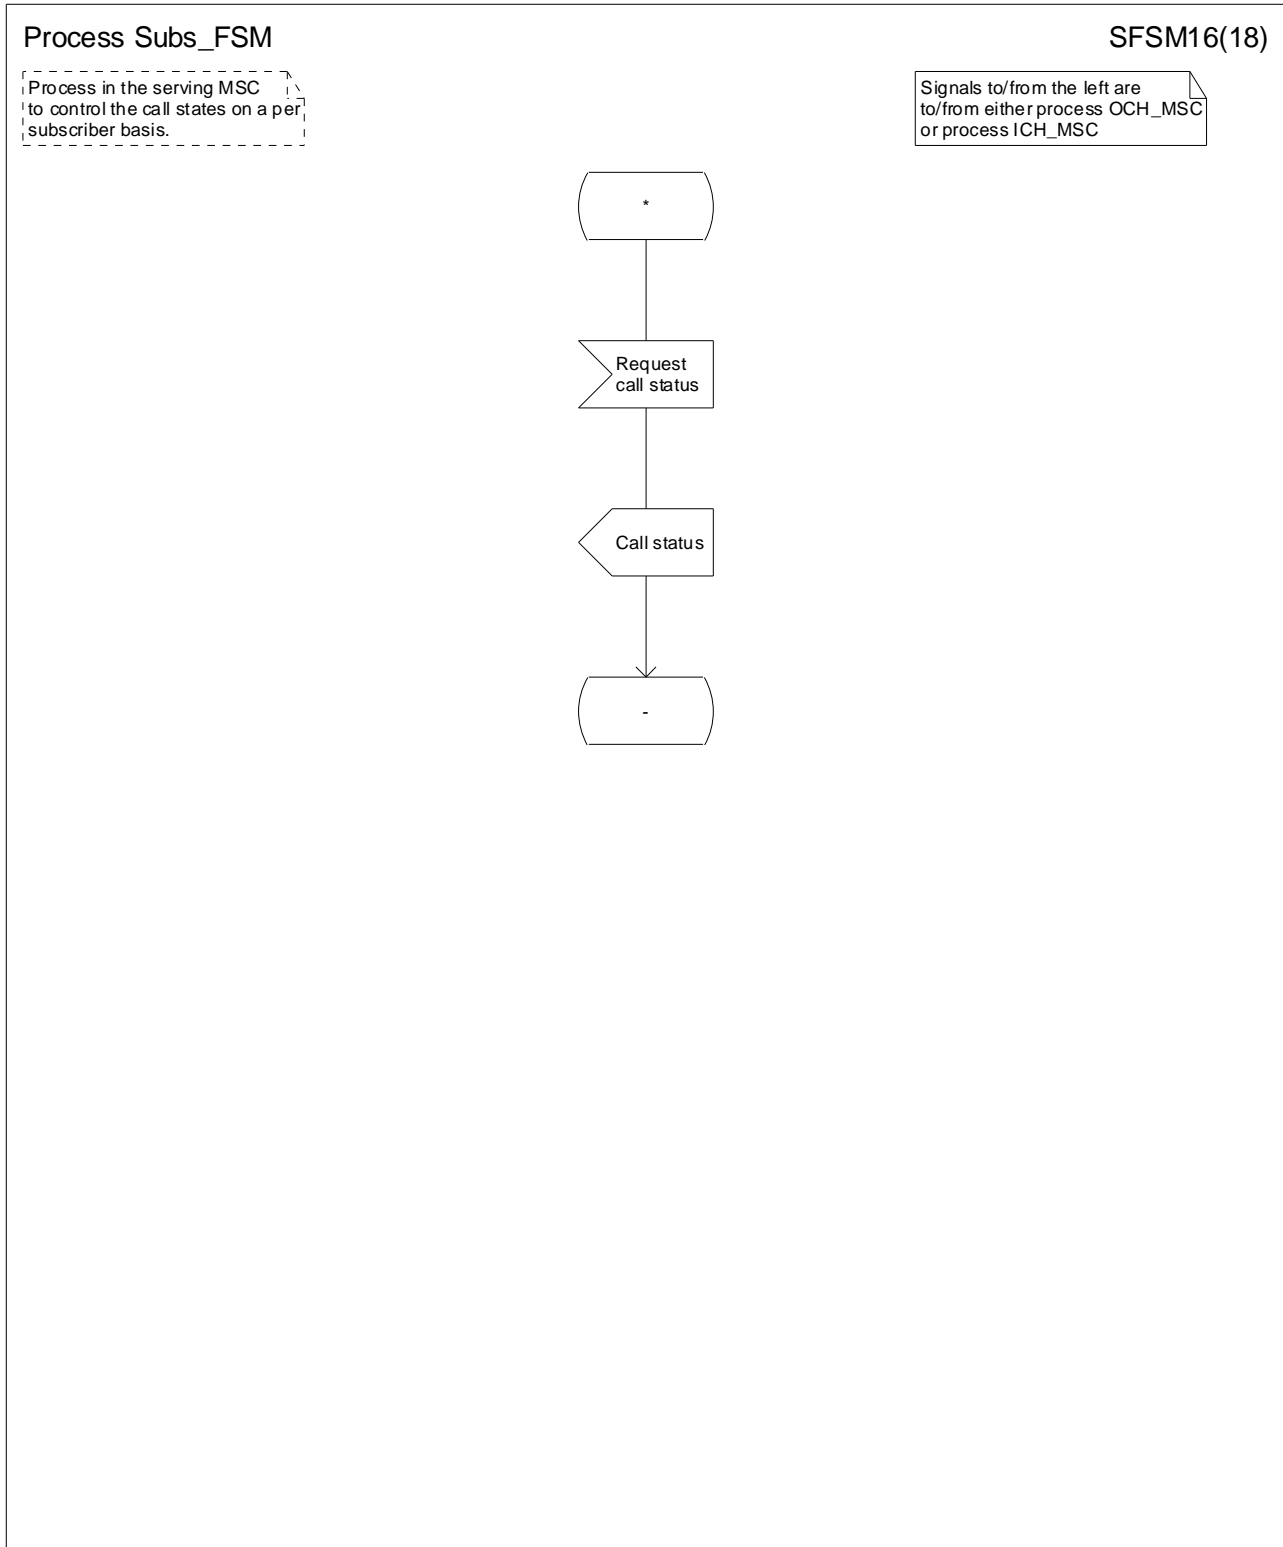 Process Subs_FSM
SFSM16(18)
Process in the serving MSC
to control the call states on a per
subscriber basis.
Signals to/from the left are
to/from either process OCH_MSC
or process ICH_MSC
*
Request
call status
Call status
-